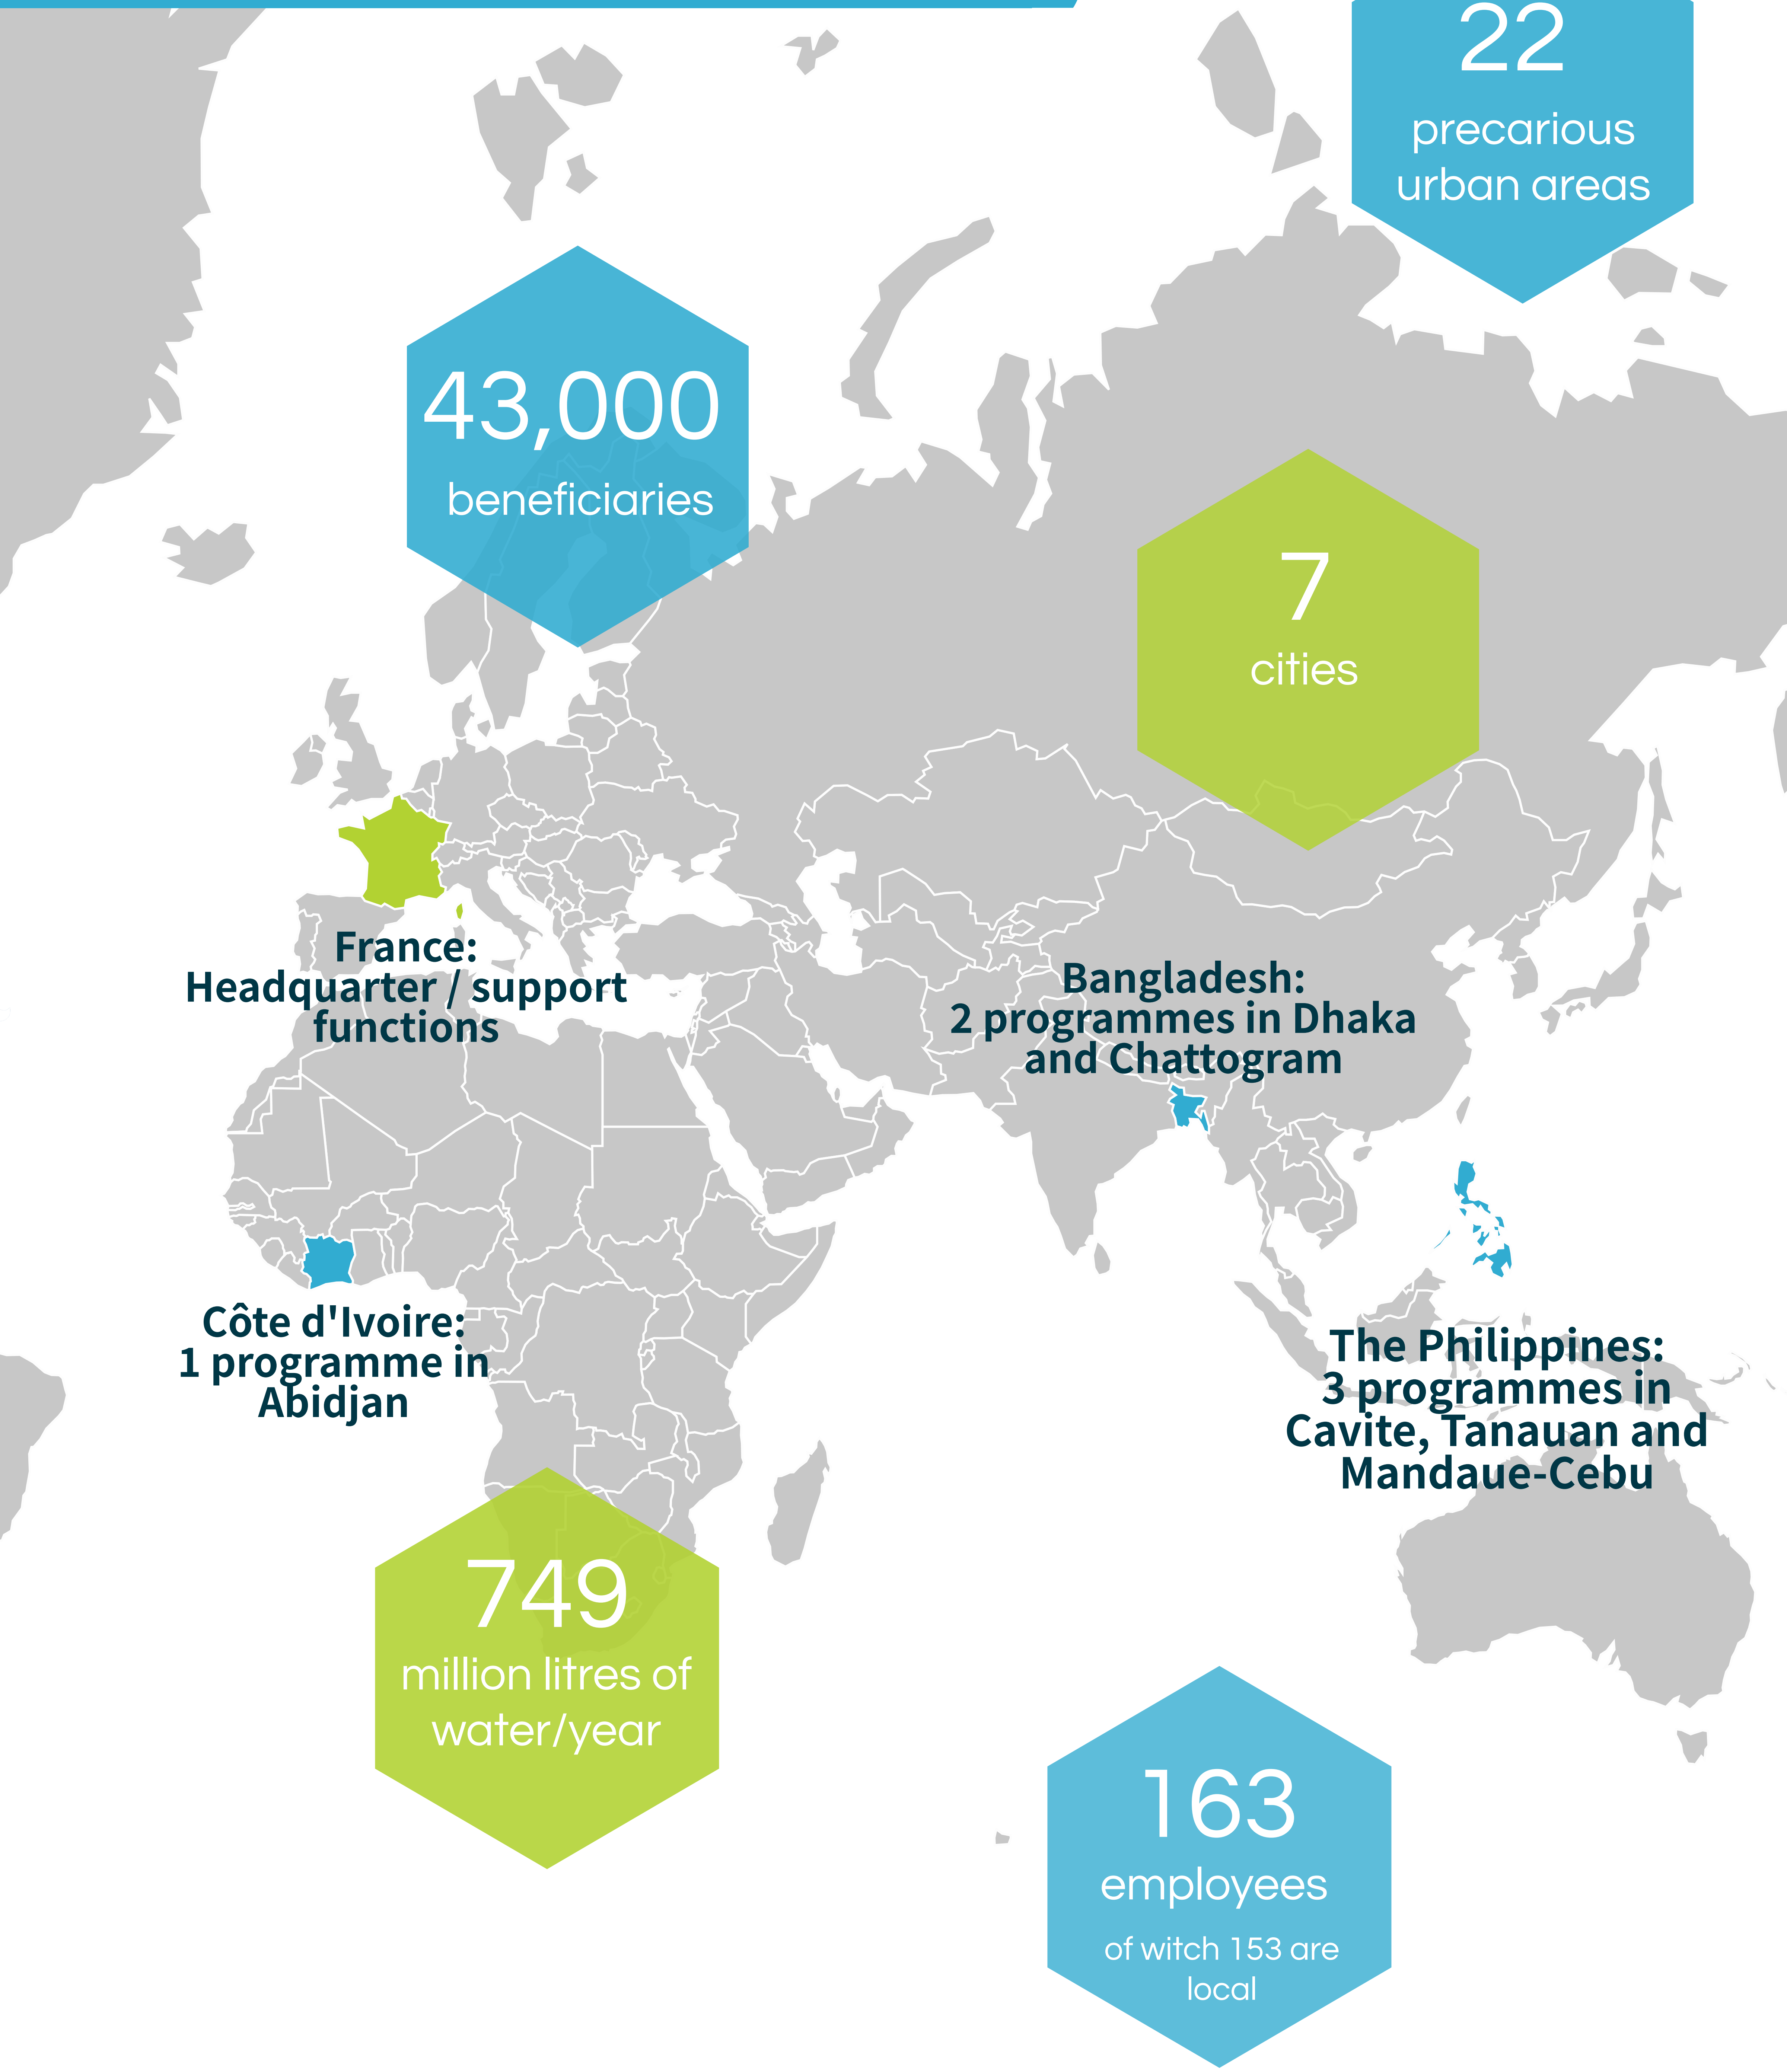 22
precarious
urban areas
43,000
beneficiaries
7
cities
France:
Headquarter / support
functions
Bangladesh:
2 programmes in Dhaka
and Chattogram
Côte d'Ivoire:
1 programme in
Abidjan
The Philippines:
3 programmes in
Cavite, Tanauan and
Mandaue-Cebu
749
million litres of
water/year
163
employees
of witch 153 are
local